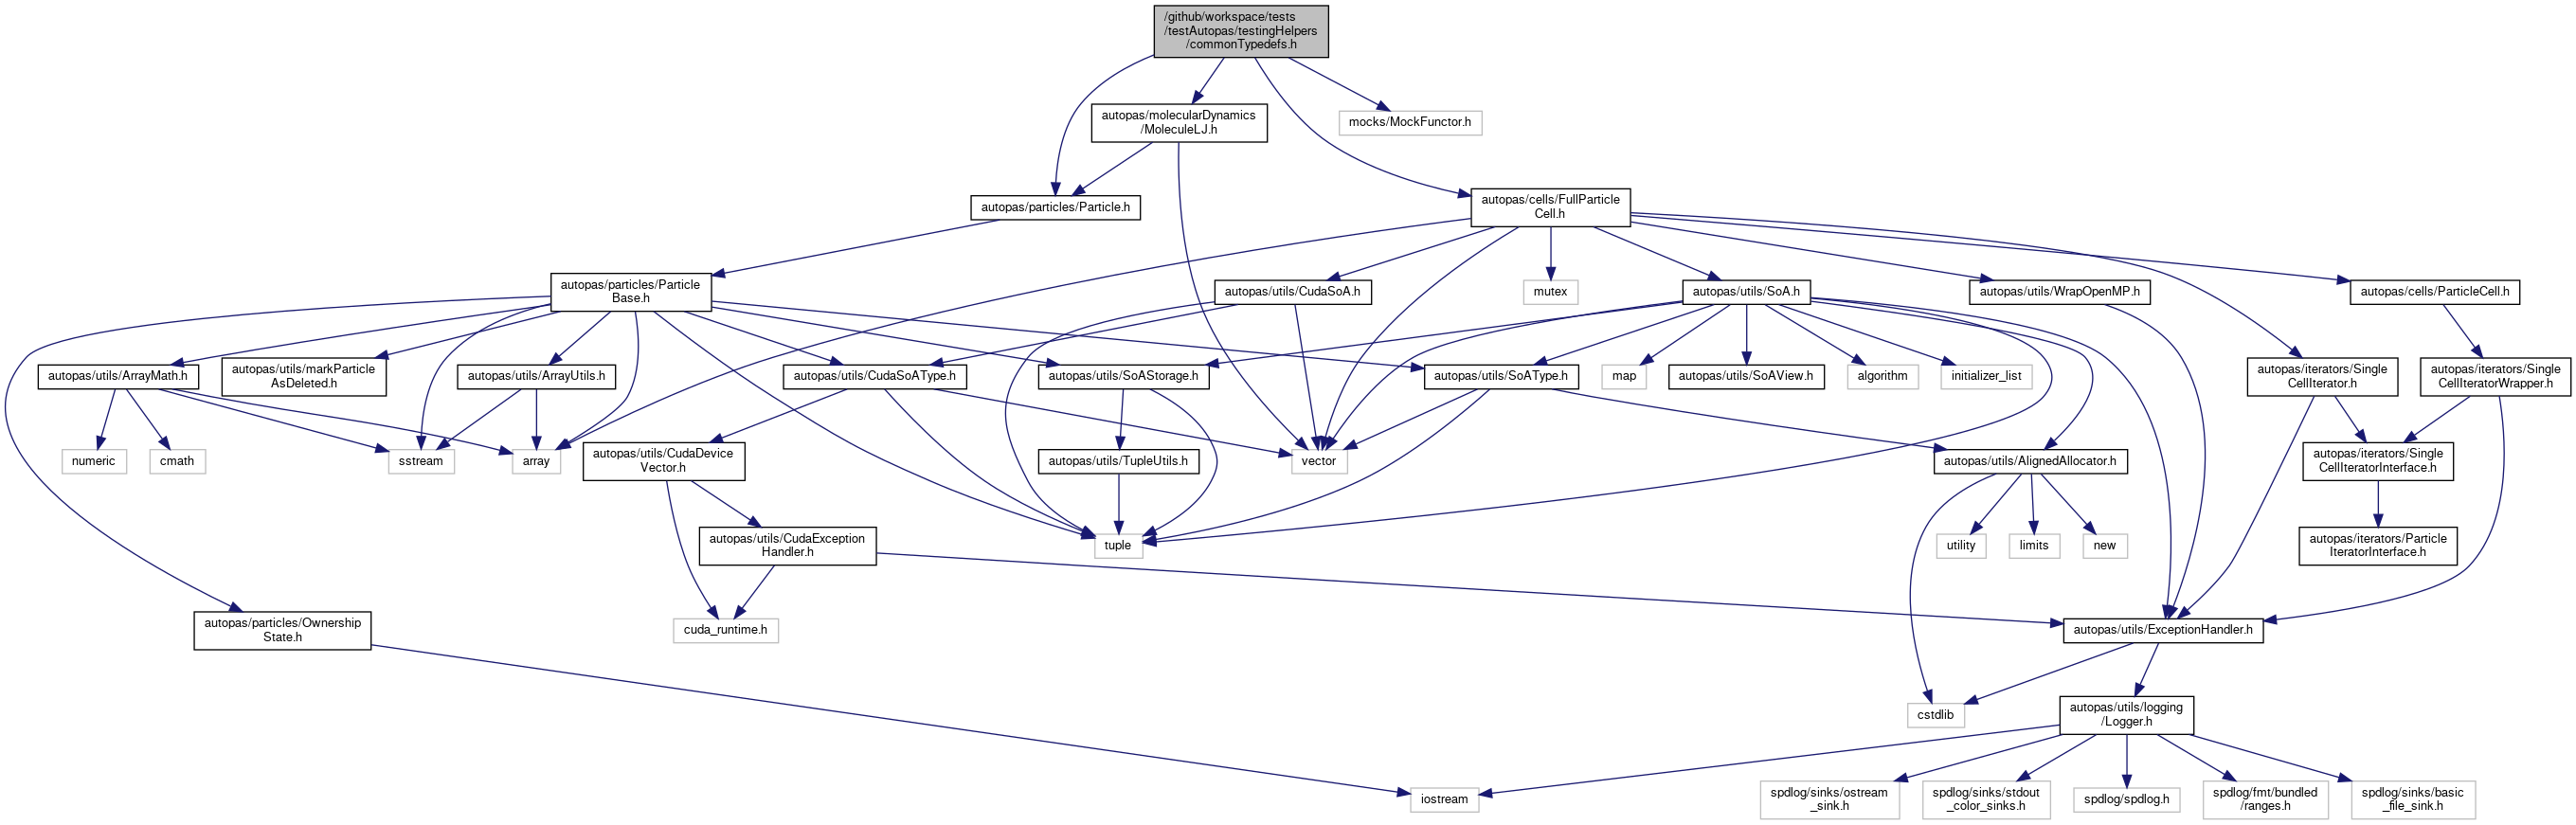 /github/workspace/tests
/testAutopas/testingHelpers
/commonTypedefs.h
autopas/molecularDynamics
/MoleculeLJ.h
mocks/MockFunctor.h
autopas/particles/Particle.h
autopas/cells/FullParticle
Cell.h
autopas/particles/Particle
Base.h
autopas/utils/CudaSoA.h
mutex
autopas/utils/SoA.h
autopas/utils/WrapOpenMP.h
autopas/cells/ParticleCell.h
autopas/utils/ArrayMath.h
autopas/utils/markParticle
AsDeleted.h
autopas/utils/ArrayUtils.h
autopas/utils/CudaSoAType.h
autopas/utils/SoAStorage.h
autopas/utils/SoAType.h
map
autopas/utils/SoAView.h
algorithm
initializer_list
autopas/iterators/Single
CellIterator.h
autopas/iterators/Single
CellIteratorWrapper.h
numeric
cmath
sstream
array
autopas/utils/CudaDevice
Vector.h
autopas/utils/TupleUtils.h
vector
autopas/utils/AlignedAllocator.h
autopas/iterators/Single
CellIteratorInterface.h
autopas/utils/CudaException
Handler.h
tuple
utility
limits
new
autopas/iterators/Particle
IteratorInterface.h
autopas/particles/Ownership
State.h
cuda_runtime.h
autopas/utils/ExceptionHandler.h
cstdlib
autopas/utils/logging
/Logger.h
iostream
spdlog/sinks/ostream
_sink.h
spdlog/sinks/stdout
_color_sinks.h
spdlog/spdlog.h
spdlog/fmt/bundled
/ranges.h
spdlog/sinks/basic
_file_sink.h